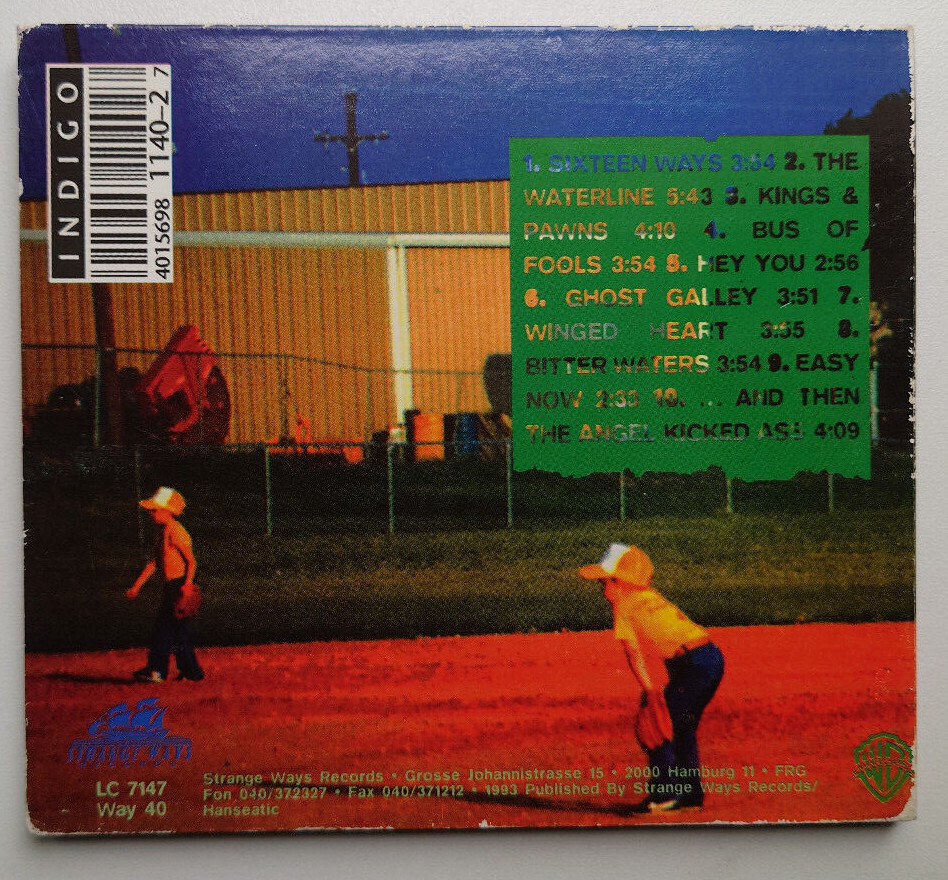 INDIGO
4015698 1140-2 7
1. SIXTEEN WAYS 3:54 2. THE
WATERLINE 5:43 3. KINGS &
PAWNS 4:10 4. BUS OF
FOOLS 3:54 5. HEY YOU 2:56
6. GHOST GALLEY 3:51 7.
WINGED HEART 3:55 8.
BITTER WATERS 3:54 9. EASY
NOW 2:33 10. ... AND THEN
THE ANGEL KICKED ASS 4:09
STRANGE WAYS
LC 7147
Way 40
Strange Ways Records • Grosse Johannistrasse 15 • 2000 Hamburg 11 • FRG
Fon 040/372327 • Fax 040/371212 • 1993 Published By Strange Ways Records/
Hanseatic